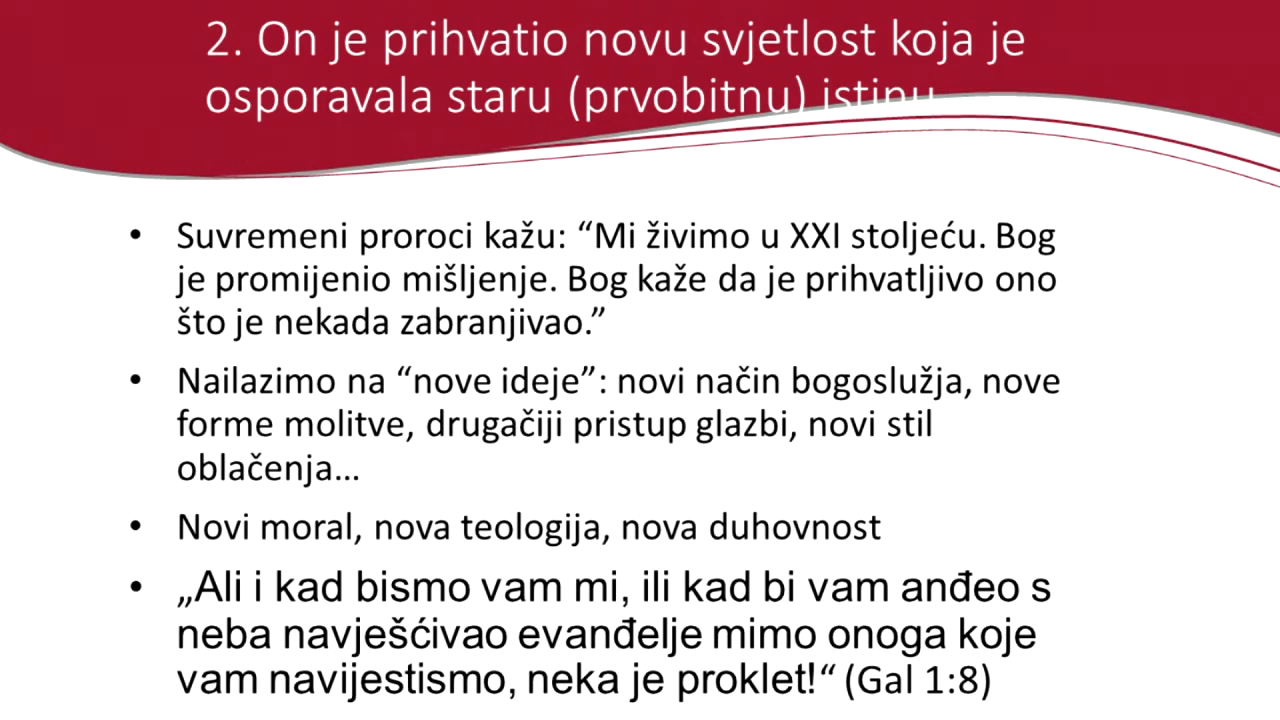 2. On je prihvatio novu svjetlost koja je
osporavala staru (prvobitnu) istinu
• Suvremeni proroci kažu: “Mi živimo u XXI stoljeću. Bog
je promijenio mišljenje. Bog kaže da je prihvatljivo ono
što je nekada zabranjivao.”
• Nailazimo na “nove ideje”: novi način bogoslužja, nove
forme molitve, drugačiji pristup glazbi, novi stil
oblačenja…
• Novi moral, nova teologija, nova duhovnost
• „Ali i kad bismo vam mi, ili kad bi vam anđeo s
neba navješćivao evanđelje mimo onoga koje
vam navijestismo, neka je proklet!“ (Gal 1:8)